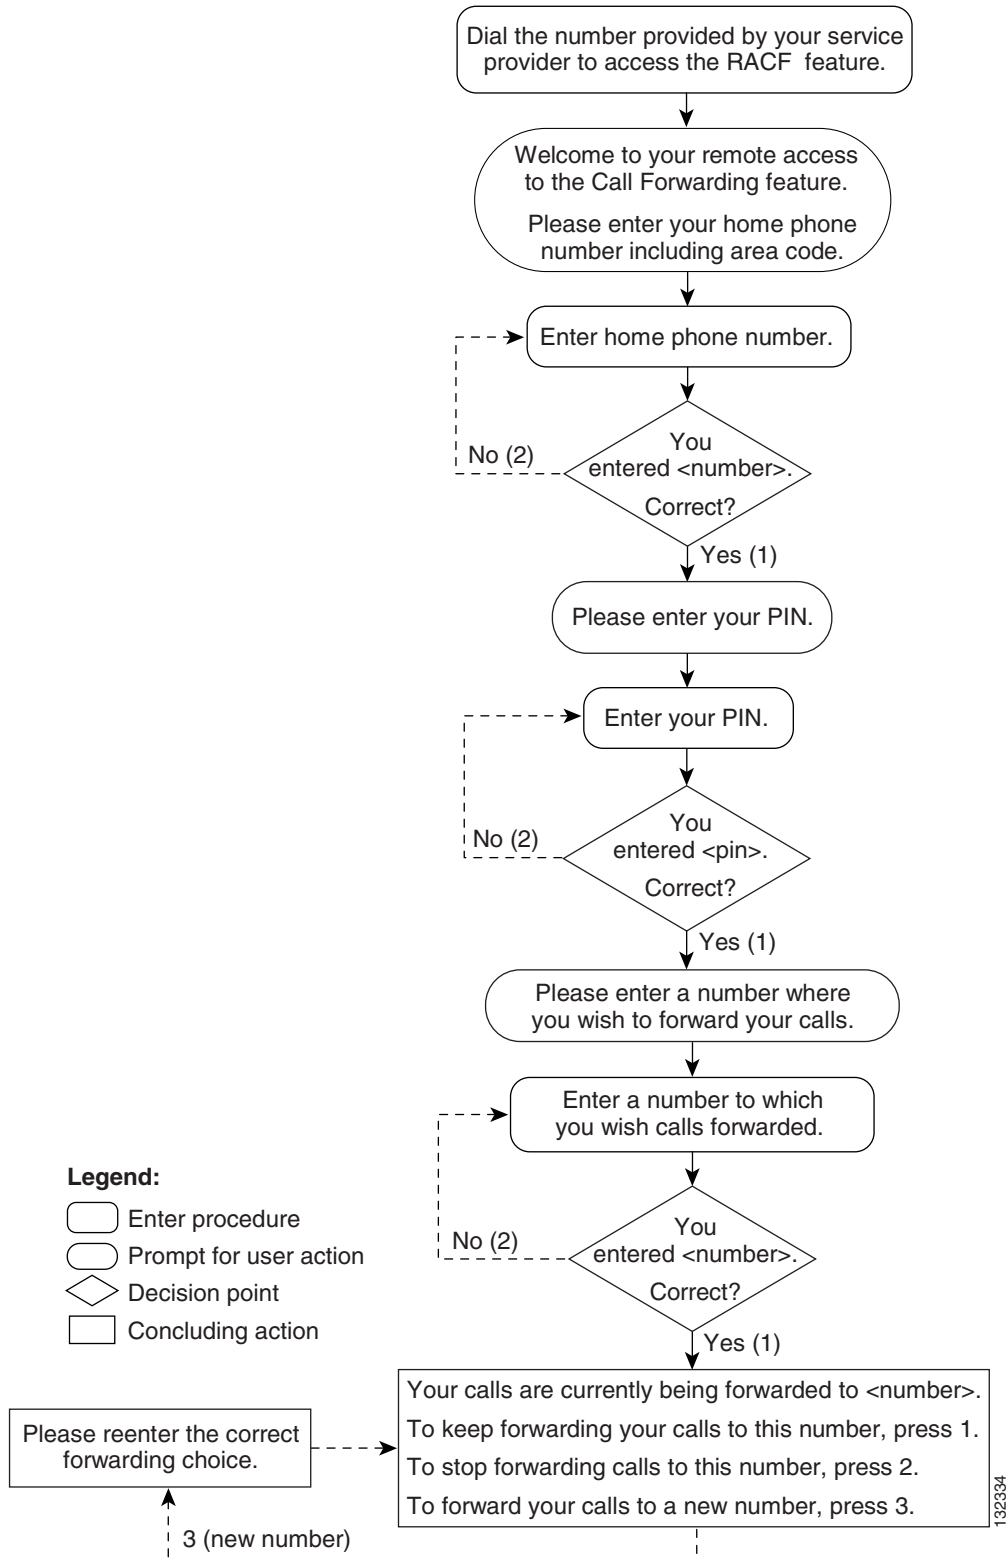 Dial the number provided by your service
provider to access the RACF feature.
Welcome to your remote access
to the Call Forwarding feature.
Please enter your home phone
number including area code.
Enter home phone number.
You
entered <number>.
Correct?
No (2)
Yes (1)
Please enter your PIN.
Enter your PIN.
You
entered <pin>.
Correct?
No (2)
Yes (1)
Please enter a number where
you wish to forward your calls.
Enter a number to which
you wish calls forwarded.
You
entered <number>.
Correct?
No (2)
Yes (1)
Legend:
Enter procedure
Prompt for user action
Decision point
Concluding action
Your calls are currently being forwarded to <number>.
To keep forwarding your calls to this number, press 1.
To stop forwarding calls to this number, press 2.
To forward your calls to a new number, press 3.
Please reenter the correct
forwarding choice.
3 (new number)
132334